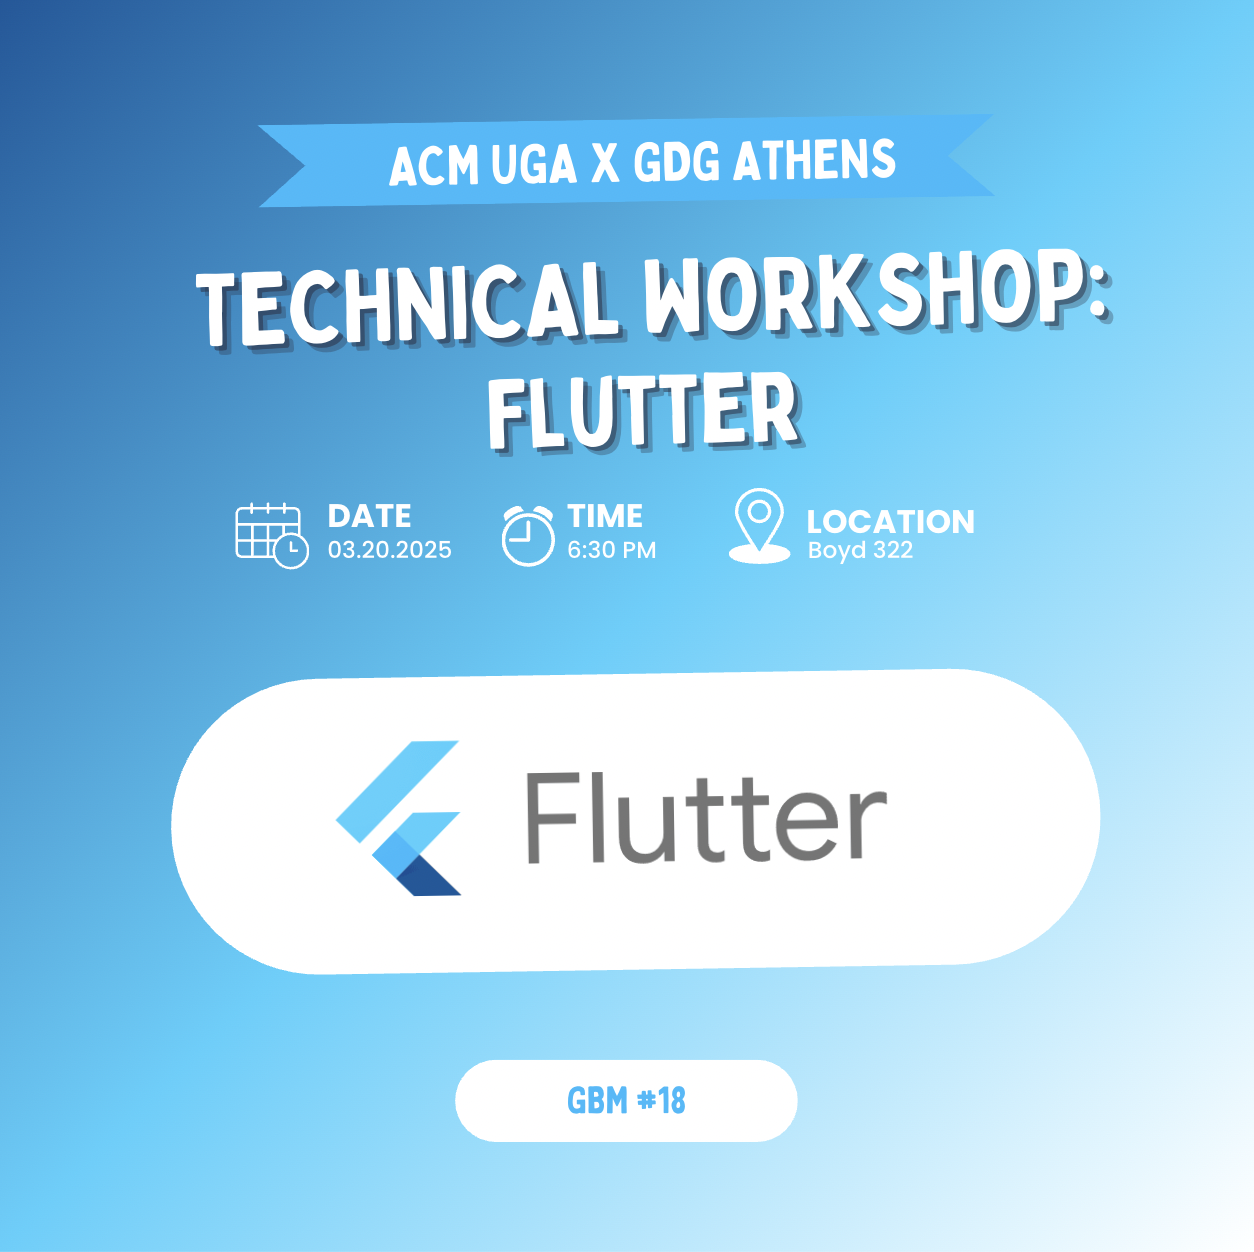 ACM UGA X GDG ATHENS
TECHNICAL WORKSHOP:
FLUTTER
DATE
03.20.2025
TIME
6:30 PM
LOCATION
Boyd 322
Flutter
GBM #18